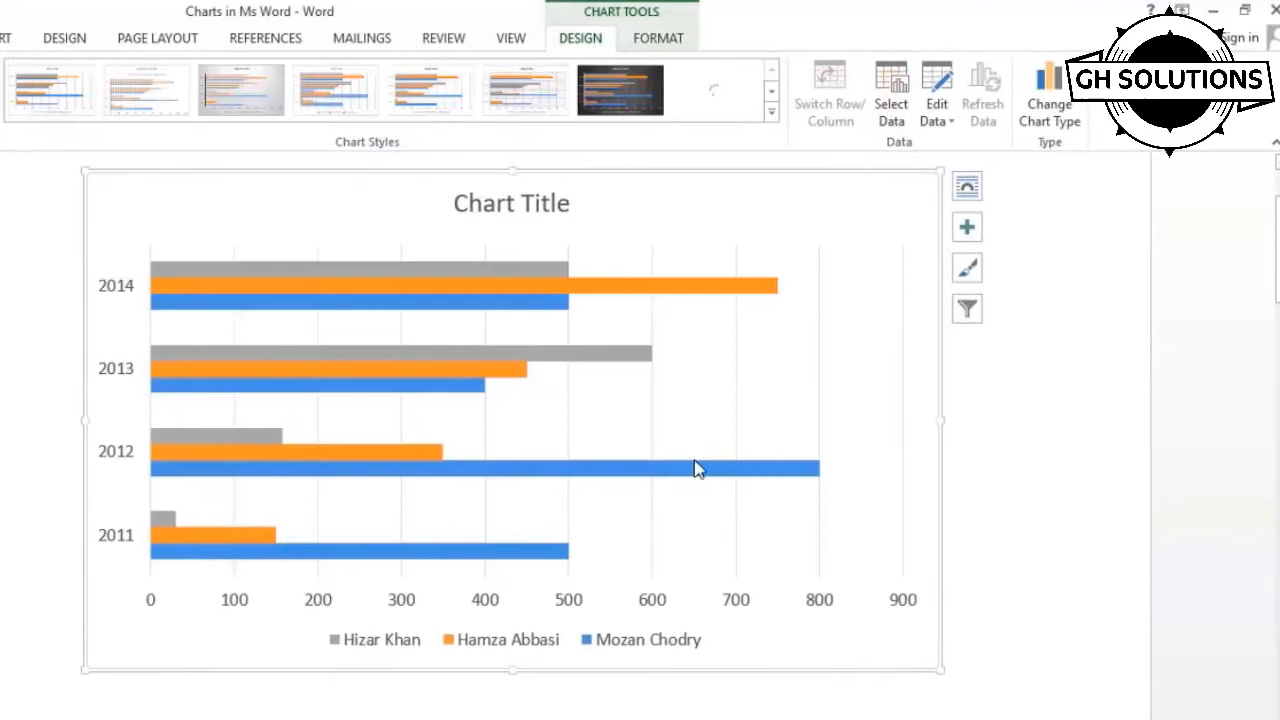 Charts in Ms Word - Word
CHART TOOLS
?
Sign in
RT DESIGN PAGE LAYOUT REFERENCES MAILINGS REVIEW VIEW DESIGN FORMAT
GH SOLUTIONS
Switch Row/
Column
Select
Data
Edit
Data
Refresh
Data
Change
Chart Type
Chart Styles
Data
Type
Chart Title
2014
2013
2012
2011
0 100 200 300 400 500 600 700 800 900
Hizar Khan Hamza Abbasi Mozan Chodry